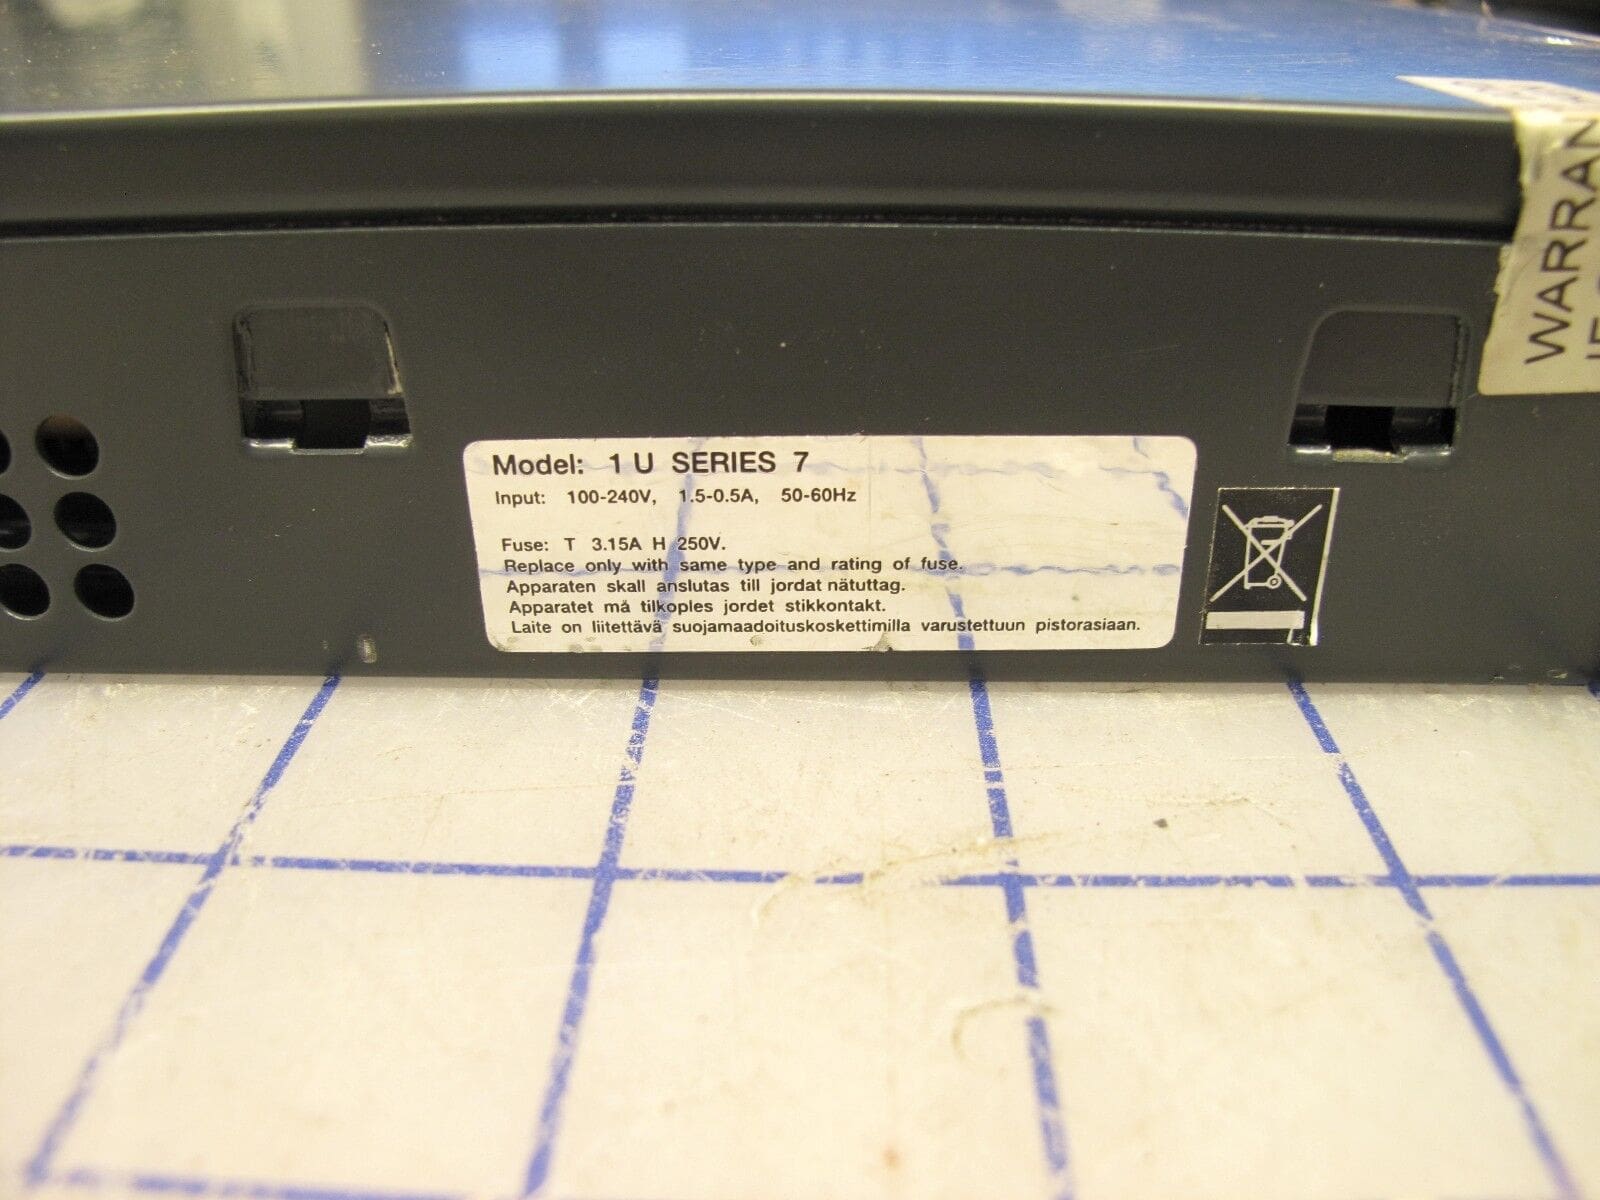 Model: 1 U SERIES 7
Input: 100-240V, 1.5-0.5A, 50-60Hz
Fuse: T 3.15A H 250V.
Replace only with same type and rating of fuse.
Apparaten skall anslutas till jordat nätuttag.
Apparatet må tilkoples jordet stikkontakt.
Laite on liitettävä suojamaadoituskoskettimilla varustettuun pistorasiaan.
WARRAN